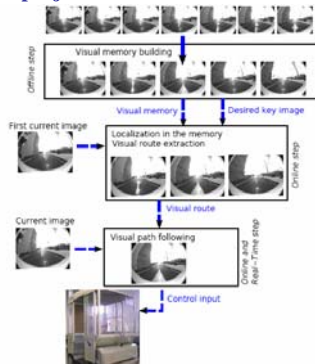 Visual memory building
Offline step
Visual memory
Desired key image
First current image
Localization in the memory
Visual route extraction
Online step
Visual route
Current image
Visual path following
Online and
Real-Time step
Control input